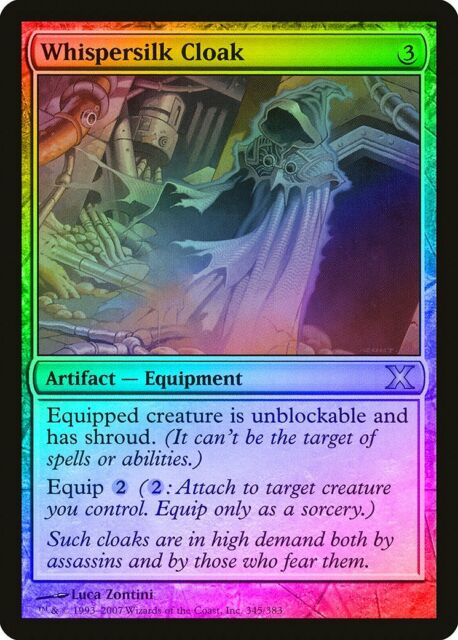 Whispersilk Cloak 3
Artifact — Equipment X
Equipped creature is unblockable and
has shroud. (It can't be the target of
spells or abilities.)
Equip 2 (2: Attach to target creature
you control. Equip only as a sorcery.)
Such cloaks are in high demand both by
assassins and by those who fear them.
Luca Zontini
™ & © 1993–2007 Wizards of the Coast, Inc. 345/383